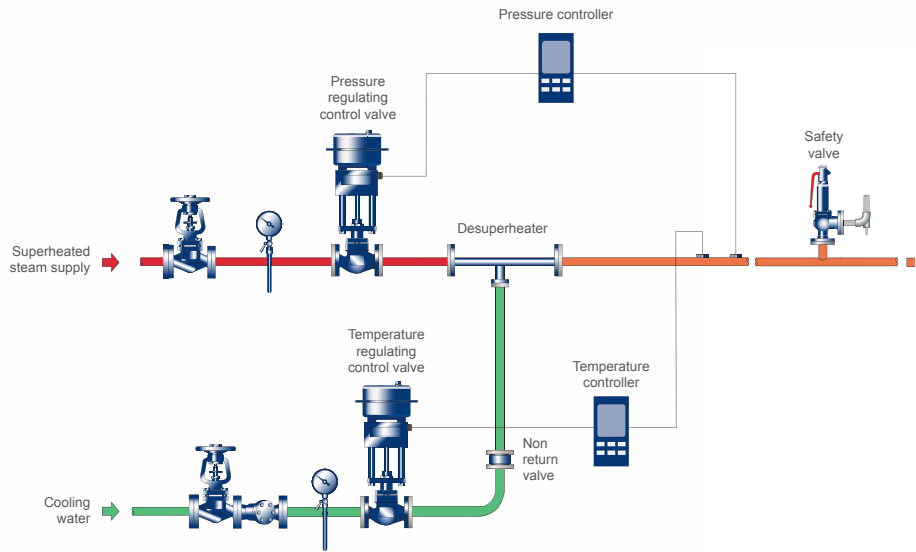 Pressure controller
Pressure
regulating
control valve
Safety
valve
Desuperheater
Superheated
steam supply
Temperature
regulating
control valve
Temperature
controller
Non
return
valve
Cooling
water